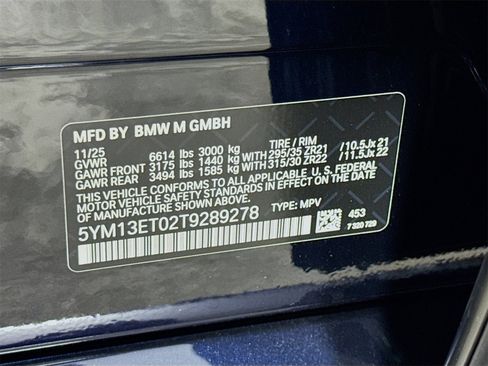 MFD BY BMW M GMBH
11/25 TIRE / RIM
GVWR 6614 lbs 3000 kg
GAWR FRONT 3175 lbs 1440 kg WITH 295/35 ZR21 /10.5Jx 21
GAWR REAR 3494 lbs 1585 kg WITH 315/30 ZR22 /11.5Jx 22
THIS VEHICLE CONFORMS TO ALL APPLICABLE U. S. FEDERAL
MOTOR VEHICLE SAFETY STANDARDS IN EFFECT ON THE
DATE OF MANUFACTURE SHOWN ABOVE.
5YM13ET02T9289278 TYPE: MPV
453
7 320 729